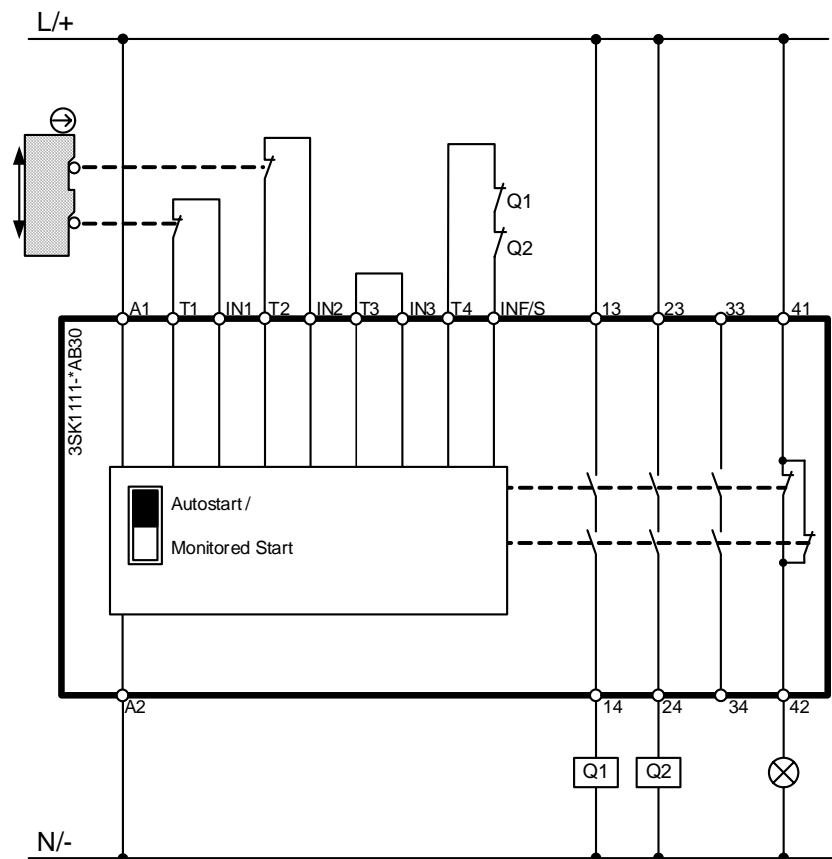 L/+
Q1
Q2
A1 T1 IN1 T2 IN2 T3 IN3 T4 INF/S 13 23 33 41
3SK1111-*AB30
Autostart /
Monitored Start
A2 14 24 34 42
Q1 Q2
N/-